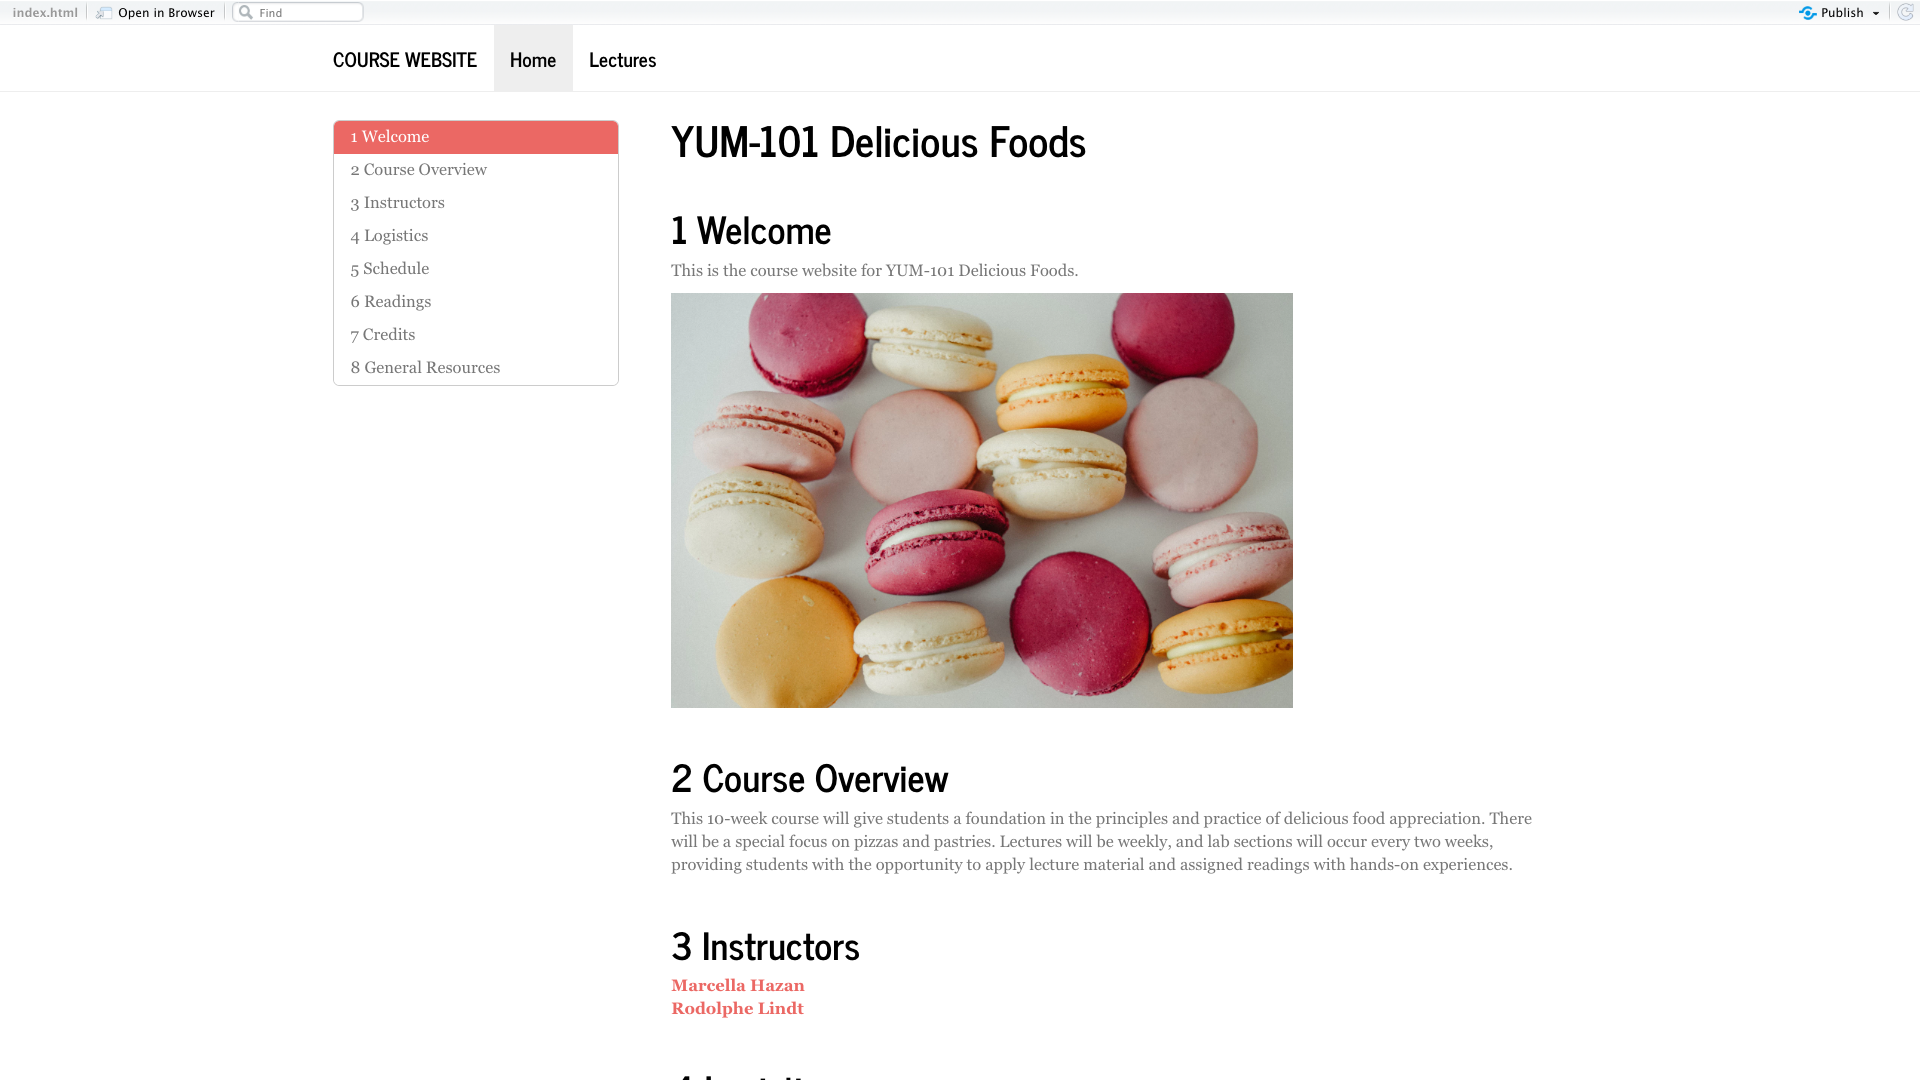 index.html Open in Browser Find Publish
COURSE WEBSITE Home Lectures
1 Welcome
2 Course Overview
3 Instructors
4 Logistics
5 Schedule
6 Readings
7 Credits
8 General Resources
YUM-101 Delicious Foods
1 Welcome
This is the course website for YUM-101 Delicious Foods.
2 Course Overview
This 10-week course will give students a foundation in the principles and practice of delicious food appreciation. There
will be a special focus on pizzas and pastries. Lectures will be weekly, and lab sections will occur every two weeks,
providing students with the opportunity to apply lecture material and assigned readings with hands-on experiences.
3 Instructors
Marcella Hazan
Rodolphe Lindt